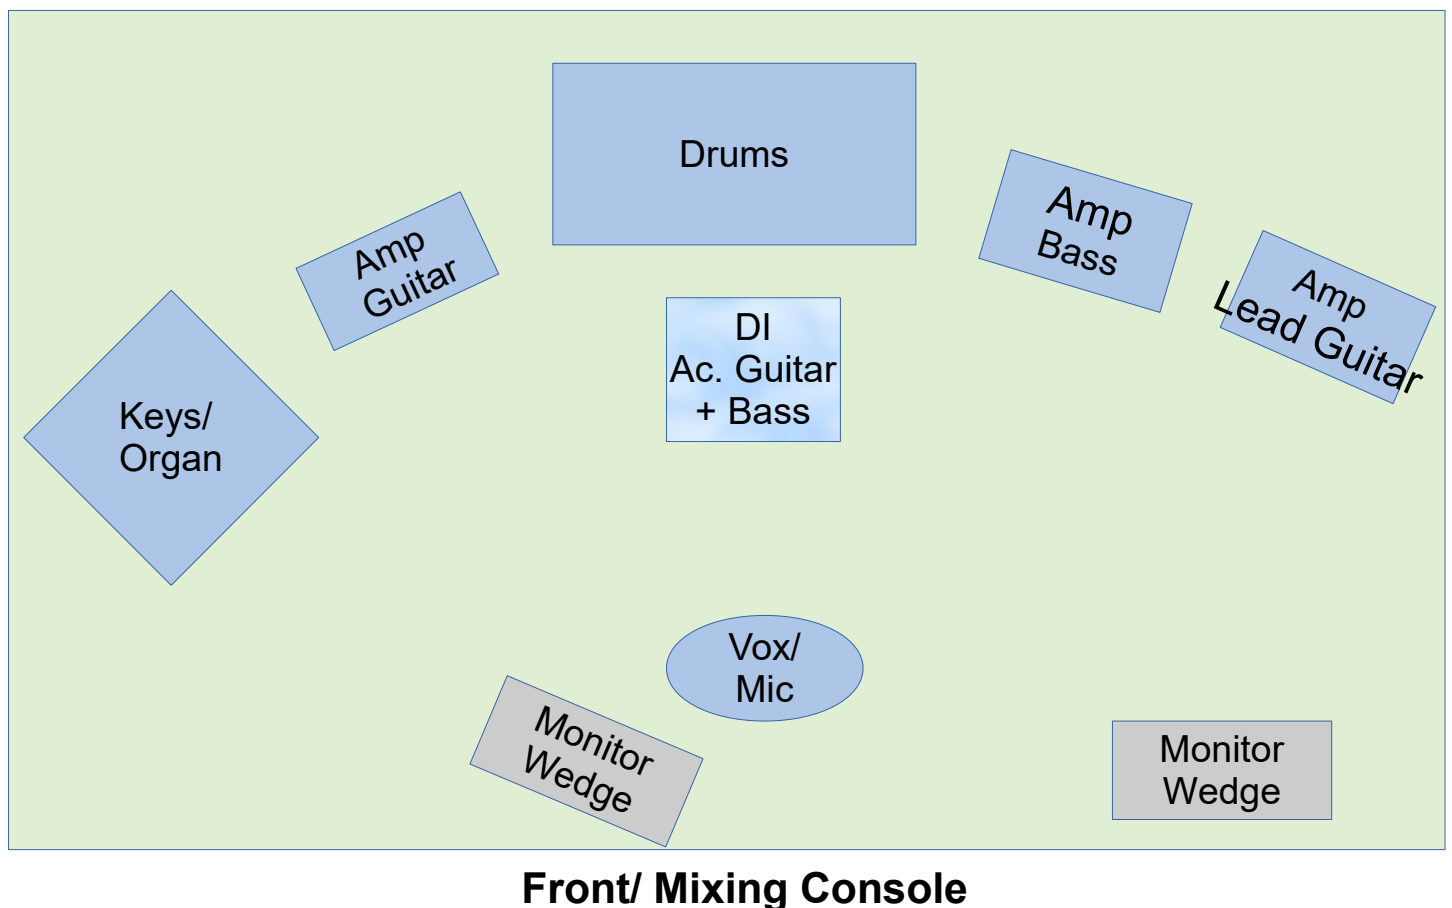 Drums
Amp
Bass
Amp
Guitar
Amp
Lead Guitar
DI
Ac. Guitar
+ Bass
Keys/
Organ
Vox/
Mic
Monitor
Wedge
Monitor
Wedge
Front/ Mixing Console